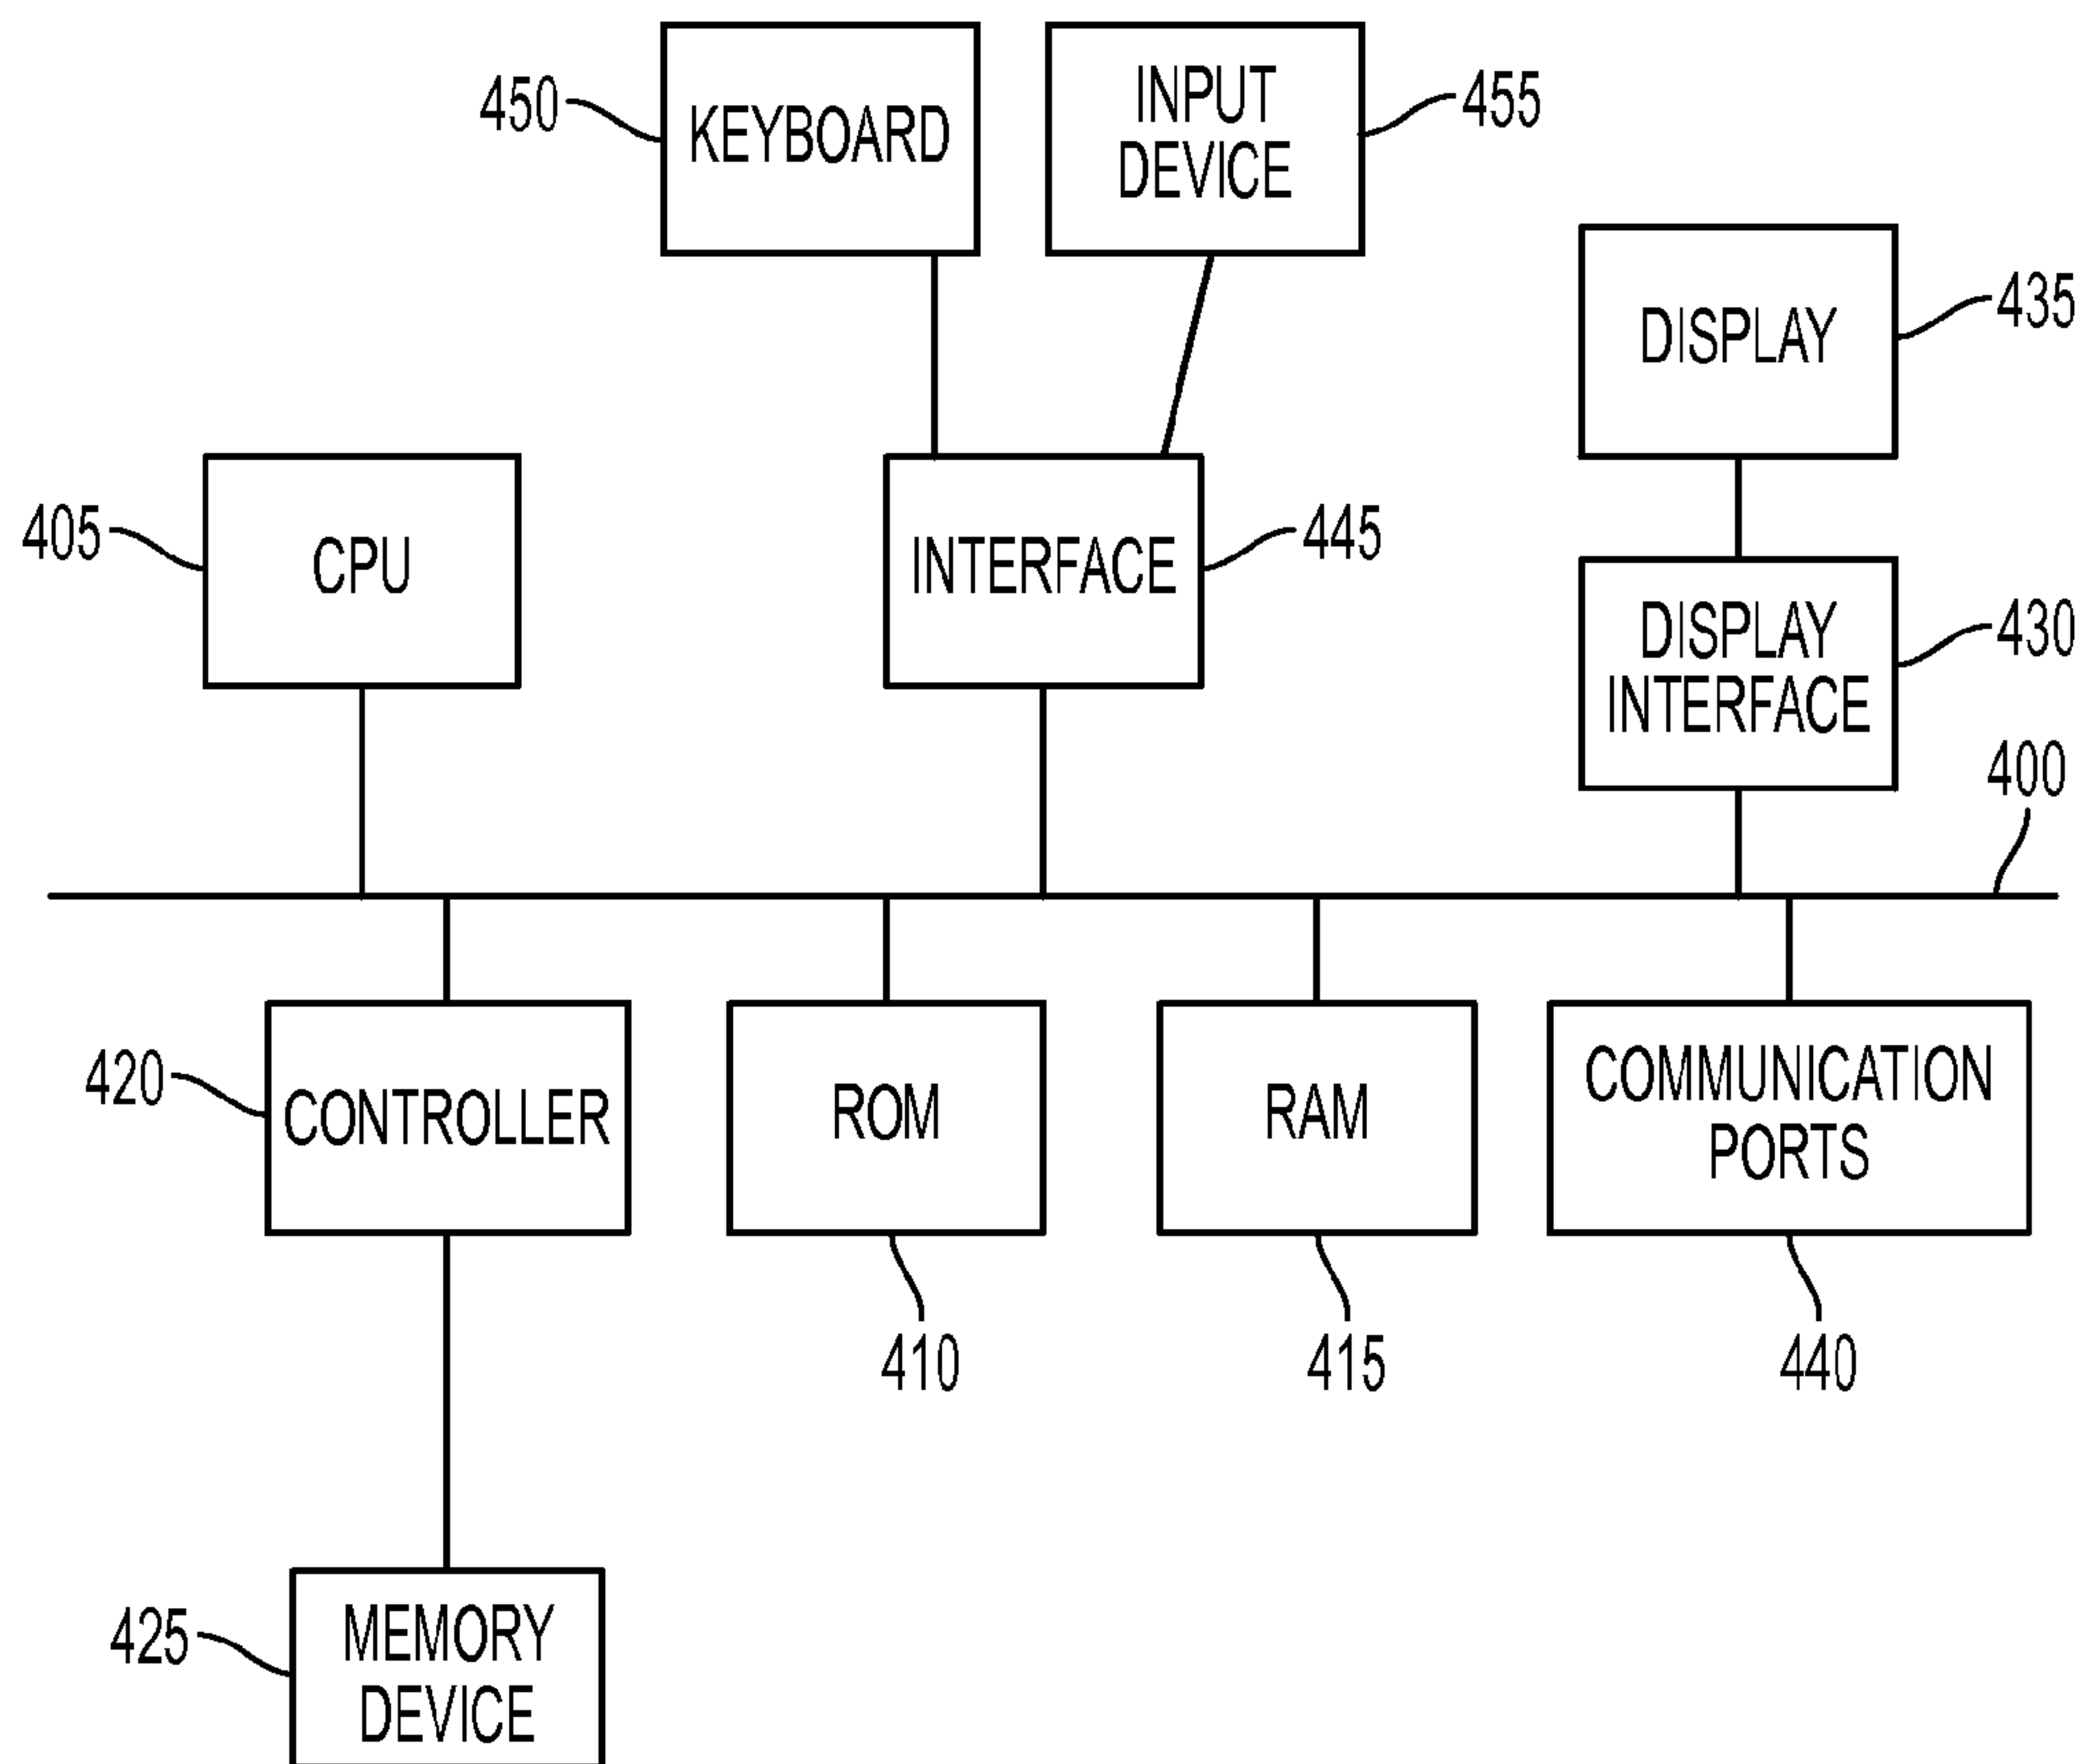 450
KEYBOARD
INPUT
DEVICE
455
DISPLAY
435
405
CPU
INTERFACE
445
DISPLAY
INTERFACE
430
400
420
CONTROLLER
ROM
RAM
COMMUNICATION
PORTS
410
415
440
425
MEMORY
DEVICE